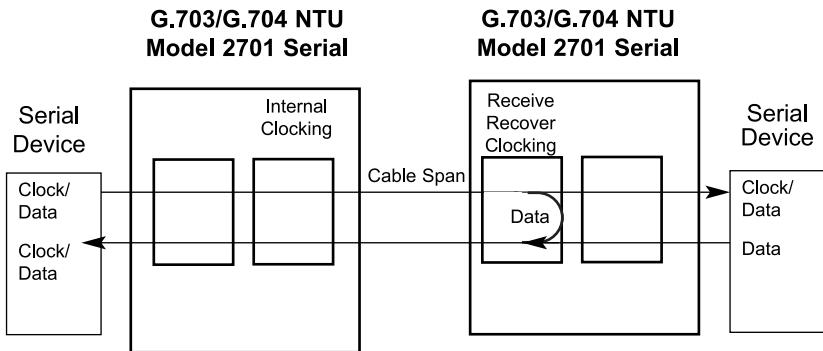 G.703/G.704 NTU
Model 2701 Serial
G.703/G.704 NTU
Model 2701 Serial
Serial
Device
Internal
Clocking
Receive
Recover
Clocking
Serial
Device
Clock/
Data
Clock/
Data
Cable Span
Data
Clock/
Data
Data